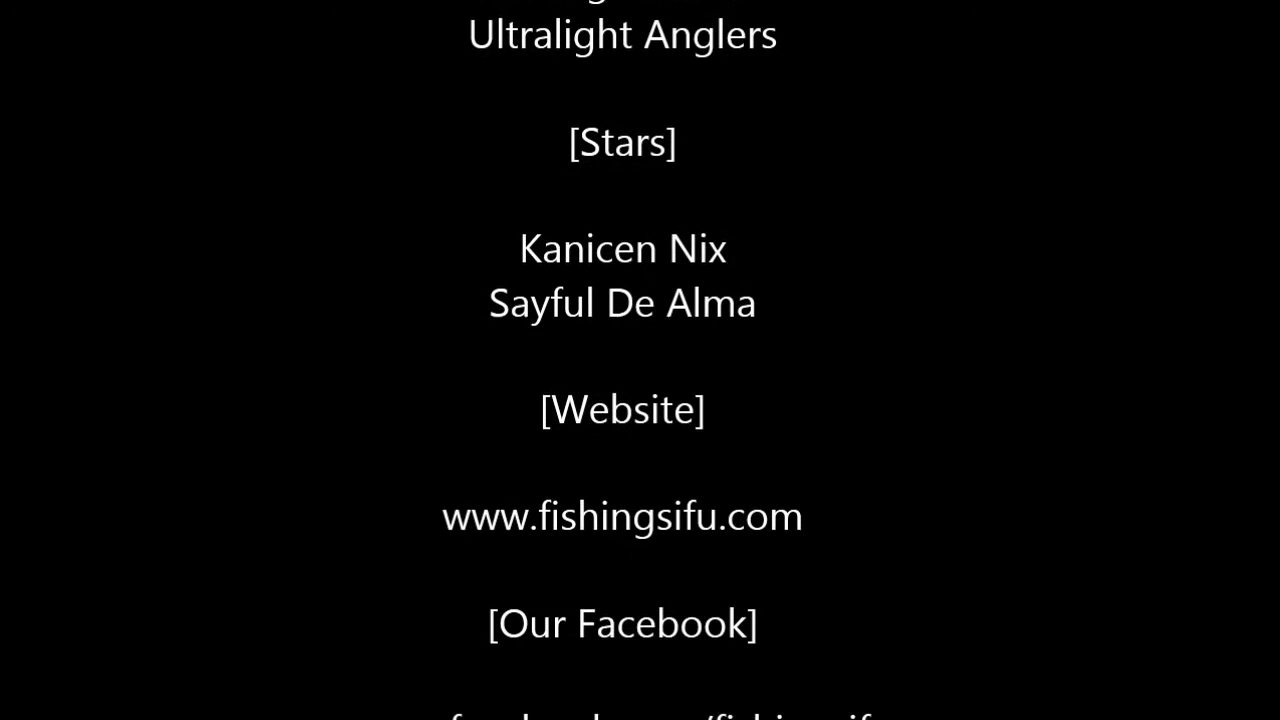 Ultralight Anglers
[Stars]
Kanicen Nix
Sayful De Alma
[Website]
www.fishingsifu.com
[Our Facebook]